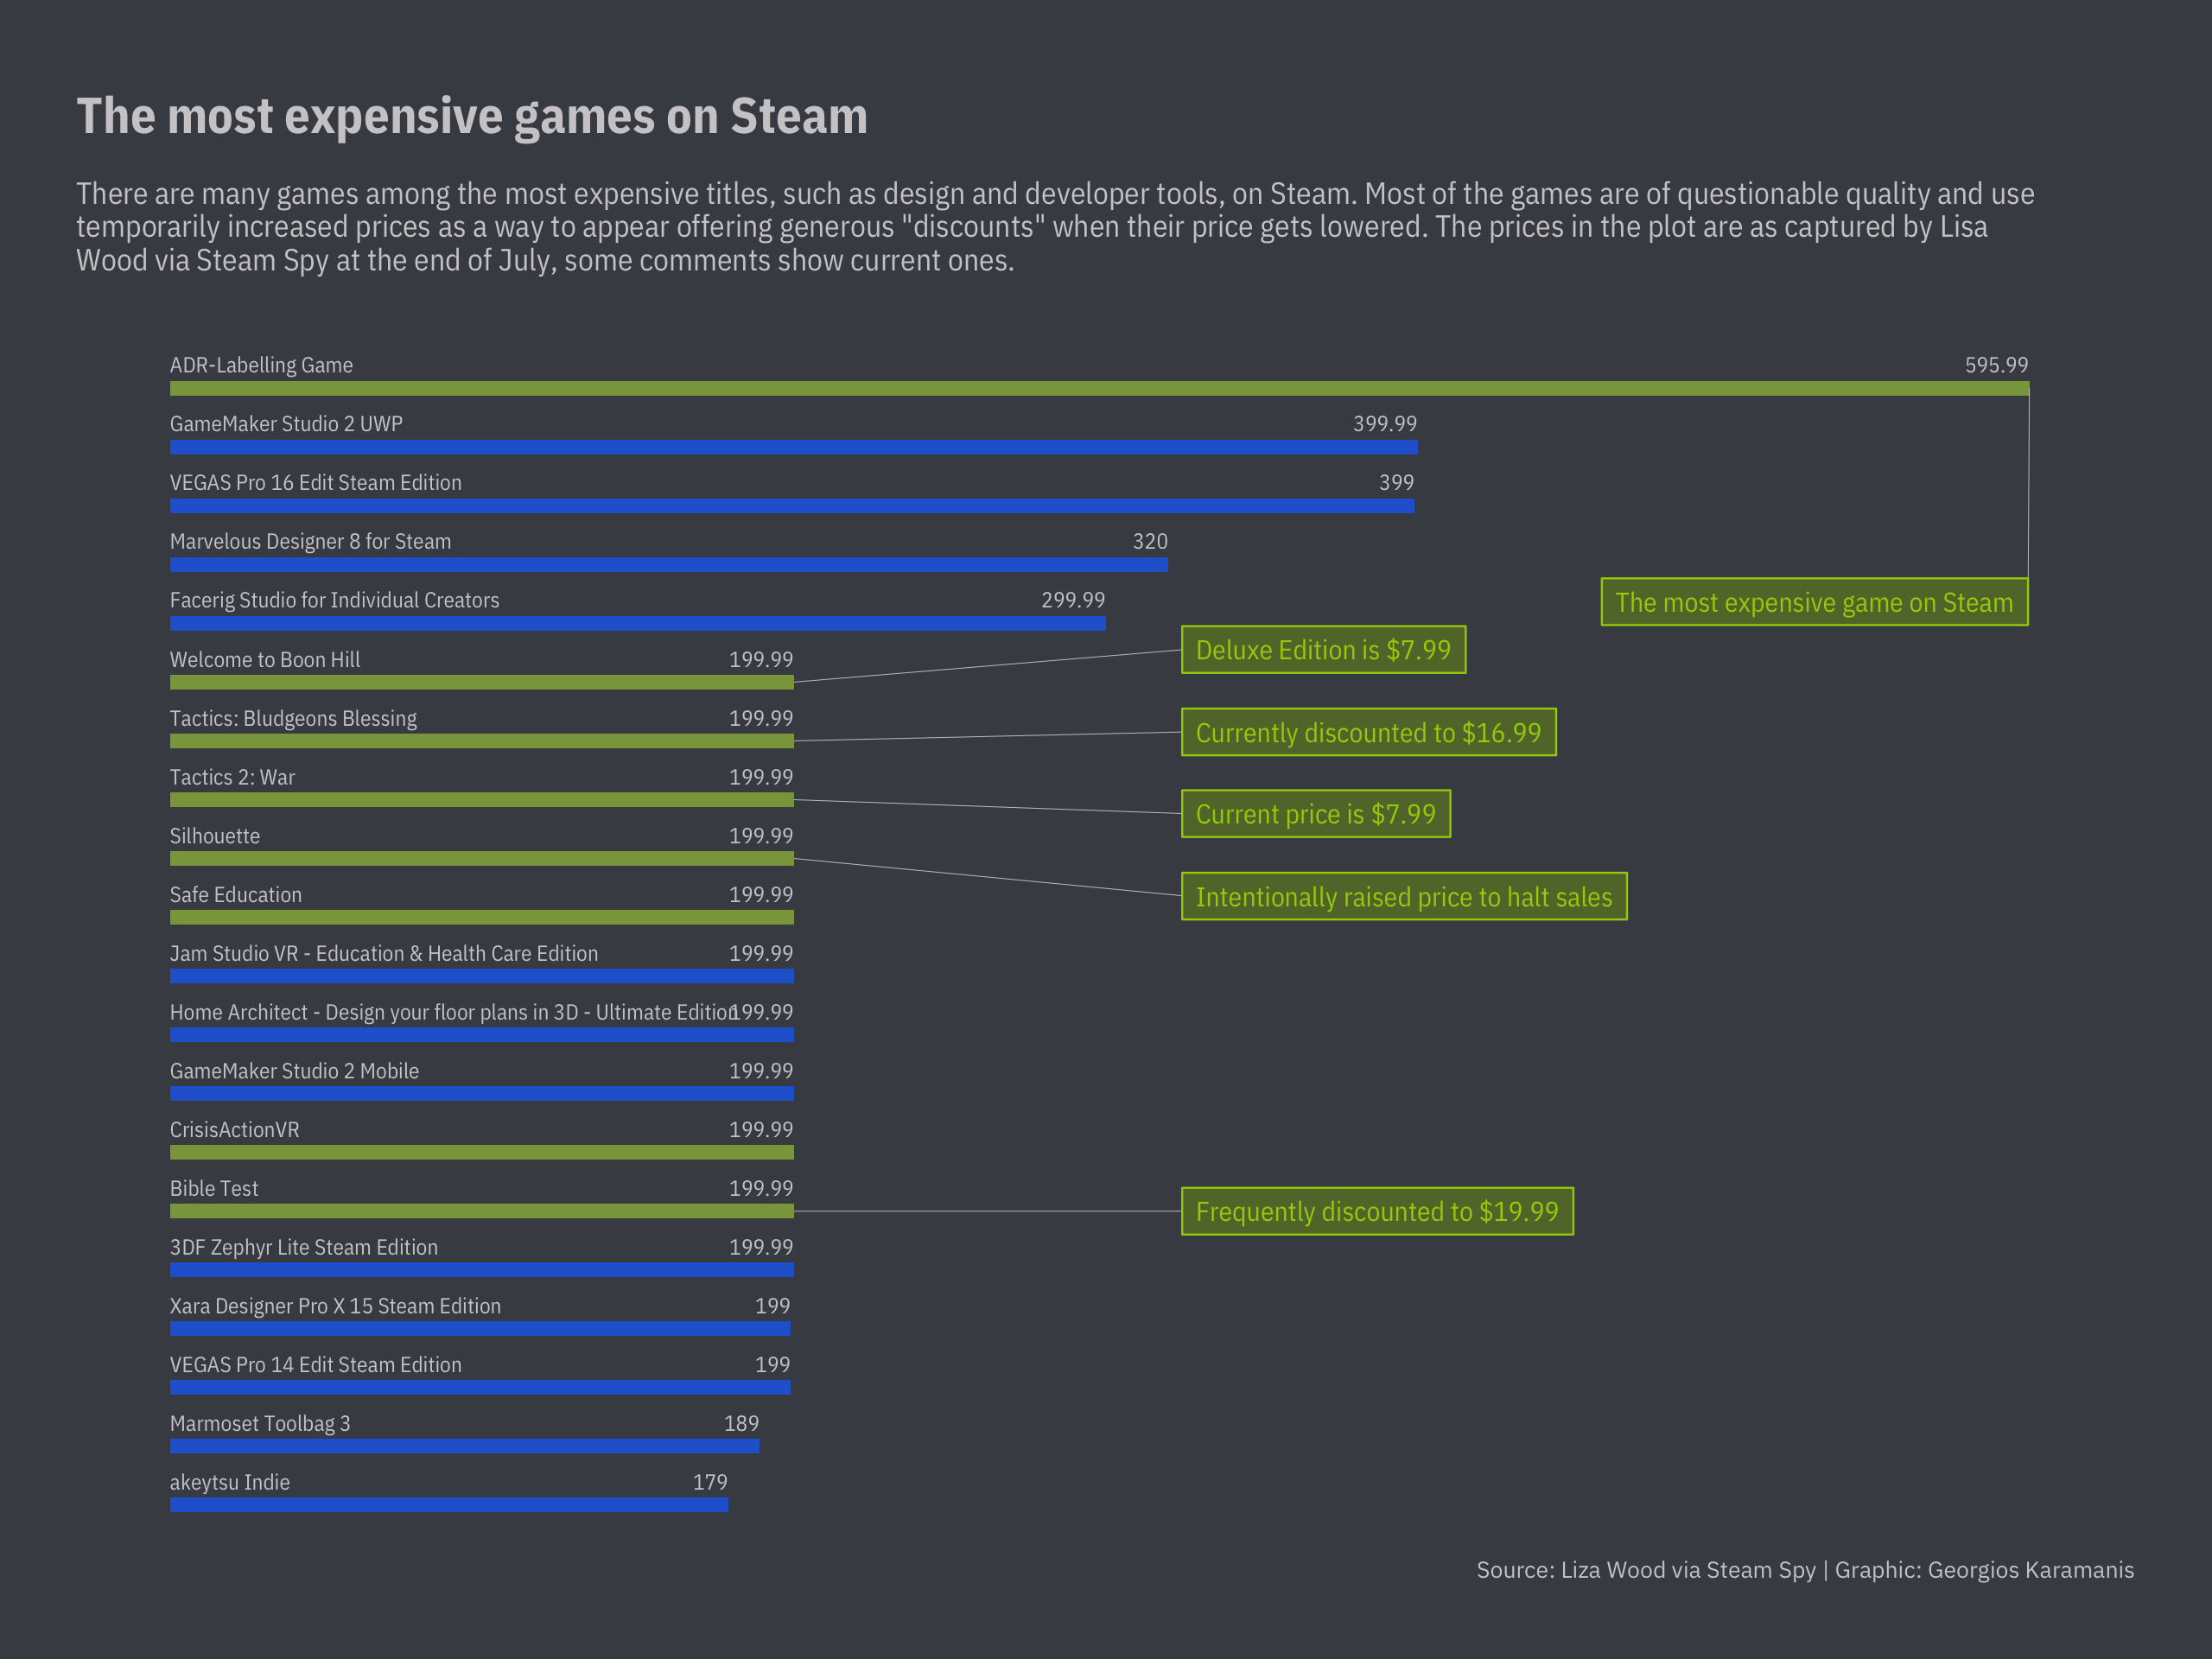 The most expensive games on Steam
There are many games among the most expensive titles, such as design and developer tools, on Steam. Most of the games are of questionable quality and use
temporarily increased prices as a way to appear offering generous "discounts" when their price gets lowered. The prices in the plot are as captured by Lisa
Wood via Steam Spy at the end of July, some comments show current ones.
ADR-Labelling Game 595.99
GameMaker Studio 2 UWP 399.99
VEGAS Pro 16 Edit Steam Edition 399
Marvelous Designer 8 for Steam 320
The most expensive game on Steam
Facerig Studio for Individual Creators 299.99
Deluxe Edition is $7.99
Welcome to Boon Hill 199.99
Tactics: Bludgeons Blessing 199.99
Currently discounted to $16.99
Tactics 2: War 199.99
Current price is $7.99
Silhouette 199.99
Intentionally raised price to halt sales
Safe Education 199.99
Jam Studio VR - Education & Health Care Edition 199.99
Home Architect - Design your floor plans in 3D - Ultimate Edition 199.99
GameMaker Studio 2 Mobile 199.99
CrisisActionVR 199.99
Bible Test 199.99
Frequently discounted to $19.99
3DF Zephyr Lite Steam Edition 199.99
Xara Designer Pro X 15 Steam Edition 199
VEGAS Pro 14 Edit Steam Edition 199
Marmoset Toolbag 3 189
akeytsu Indie 179
Source: Liza Wood via Steam Spy | Graphic: Georgios Karamanis